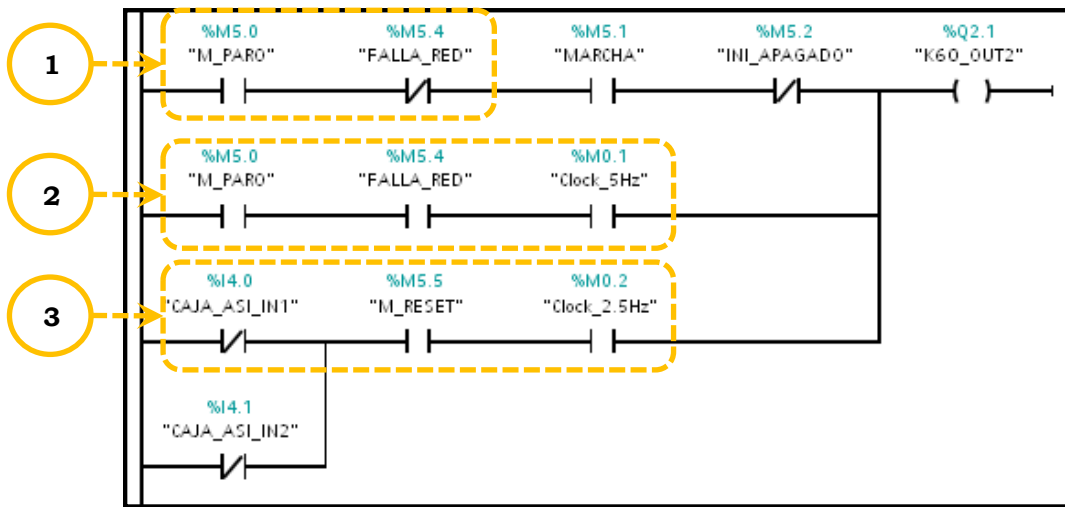 1
%M5.0 %M5.4 %M5.1 %M5.2 %Q2.1
"M_PARO" "FALLA_RED" "MARCHA" "INI_APAGADO" "K60_OUT2"
2
%M5.0 %M5.4 %M0.1
"M_PARO" "FALLA_RED" "Clock_5Hz"
3
%I4.0 %M5.5 %M0.2
"CAJA_ASI_IN1" "M_RESET" "Clock_2.5Hz"
%I4.1
"CAJA_ASI_IN2"